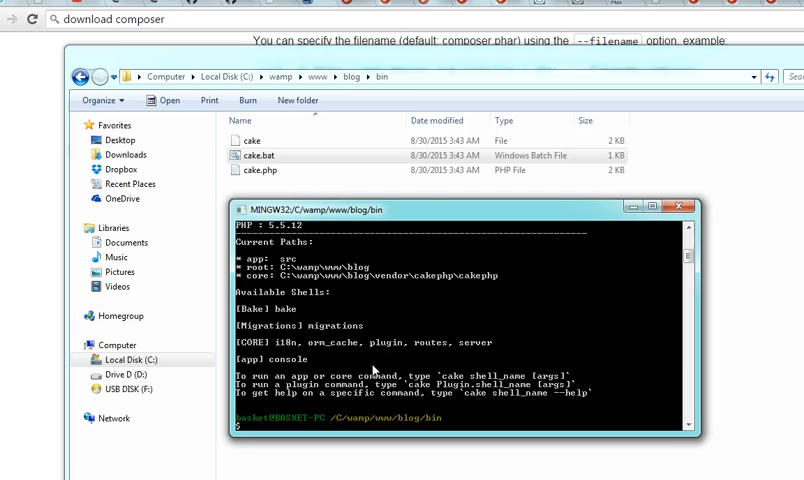 download composer
You can specify the filename (default: composer.phar) using the --filename option, example:
Computer Local Disk (C:) wamp www blog bin
Organize Open Print Burn New folder
Name Date modified Type Size
Favorites
Desktop
Downloads
Dropbox
Recent Places
OneDrive
Libraries
Documents
Music
Pictures
Videos
Homegroup
Computer
Local Disk (C:)
Drive D (D:)
USB DISK (F:)
Network
cake 8/30/2015 3:43 AM File 2 KB
cake.bat 8/30/2015 3:43 AM Windows Batch File 1 KB
cake.php 8/30/2015 3:43 AM PHP File 2 KB
MINGW32:/C/wamp/www/blog/bin
PHP : 5.5.12
---------------------------------------------------------------
Current Paths:
* app: src
* root: C:\wamp\www\blog
* core: C:\wamp\www\blog\vendor\cakephp\cakephp
Available Shells:
[Bake] bake
[Migrations] migrations
[CORE] i18n, orm_cache, plugin, routes, server
[app] console
To run an app or core command, type `cake shell_name [args]`
To run a plugin command, type `cake Plugin.shell_name [args]`
To get help on a specific command, type `cake shell_name --help`
basket@BASKET-PC /C/wamp/www/blog/bin
$